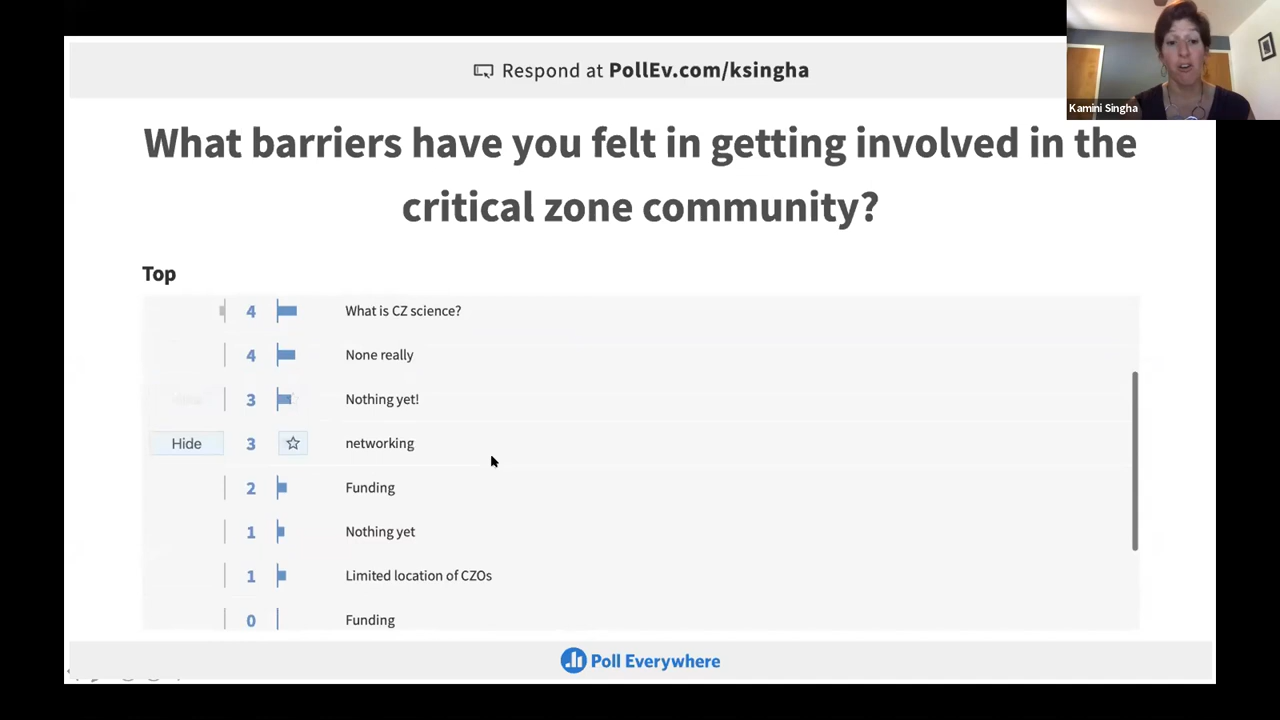 Respond at PollEv.com/ksingha
Kamini Singha
What barriers have you felt in getting involved in the
critical zone community?
Top
4 What is CZ science?
4 None really
3 Nothing yet!
Hide 3 networking
2 Funding
1 Nothing yet
1 Limited location of CZOs
0 Funding
Poll Everywhere